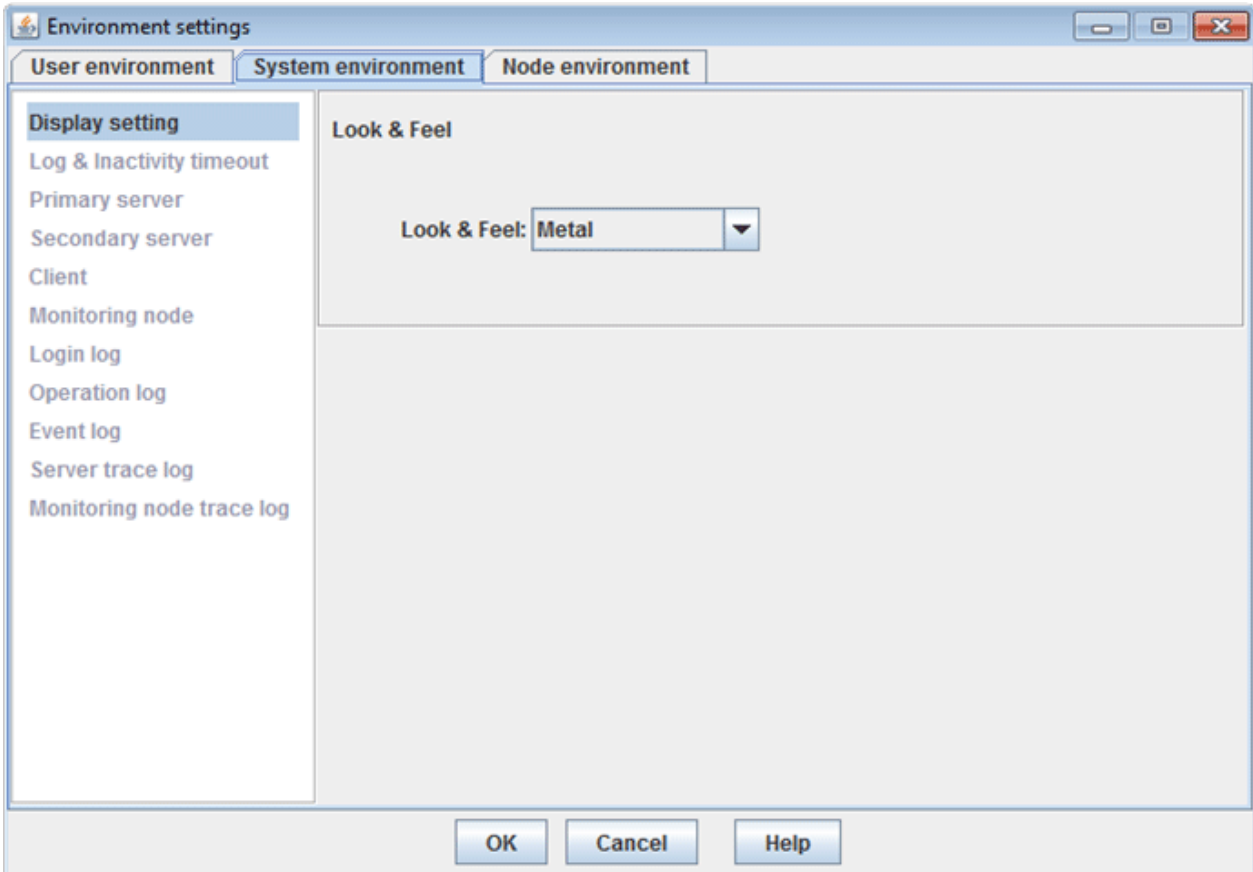 Environment settings
User environment System environment Node environment
Display setting
Log & Inactivity timeout
Primary server
Secondary server
Client
Monitoring node
Login log
Operation log
Event log
Server trace log
Monitoring node trace log
Look & Feel
Look & Feel: Metal
OK Cancel Help